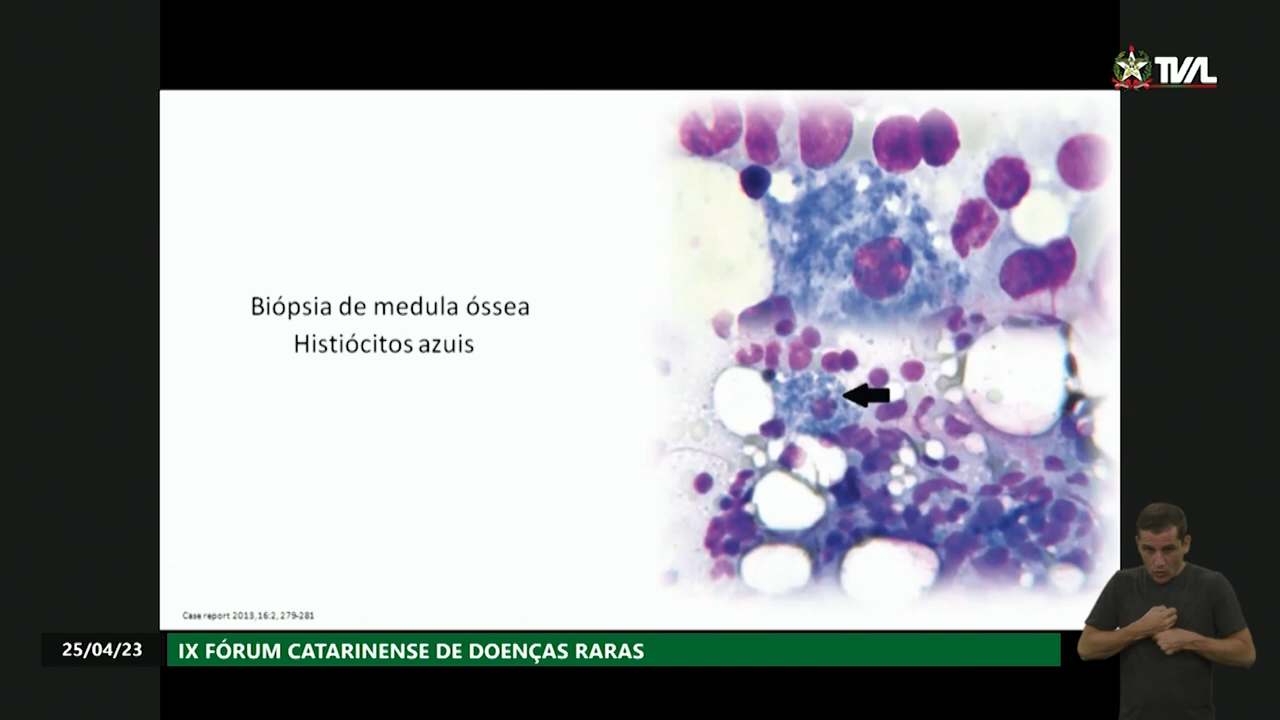 TVAL
Biópsia de medula óssea
Histiócitos azuis
Case report 2013,16:2, 279-281
25/04/23
IX FÓRUM CATARINENSE DE DOENÇAS RARAS